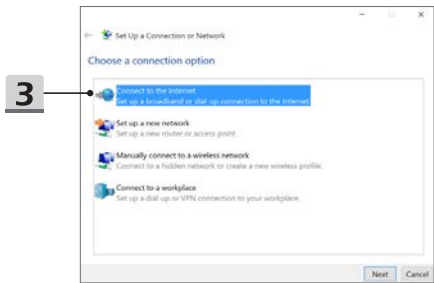 Set Up a Connection or Network
Choose a connection option
3
Connect to the Internet
Set up a broadband or dial-up connection to the Internet.
Set up a new network
Set up a new router or access point.
Manually connect to a wireless network
Connect to a hidden network or create a new wireless profile.
Connect to a workplace
Set up a dial-up or VPN connection to your workplace.
Next Cancel